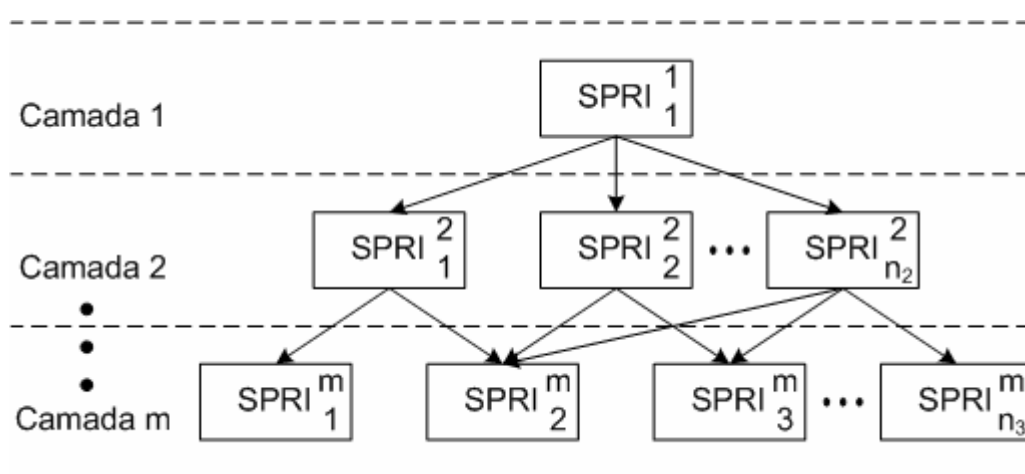 Camada 1
SPRI 1 1
Camada 2
SPRI 2 1
SPRI 2 2
SPRI 2 n₂
Camada m
SPRI m 1
SPRI m 2
SPRI m 3
SPRI m n₃